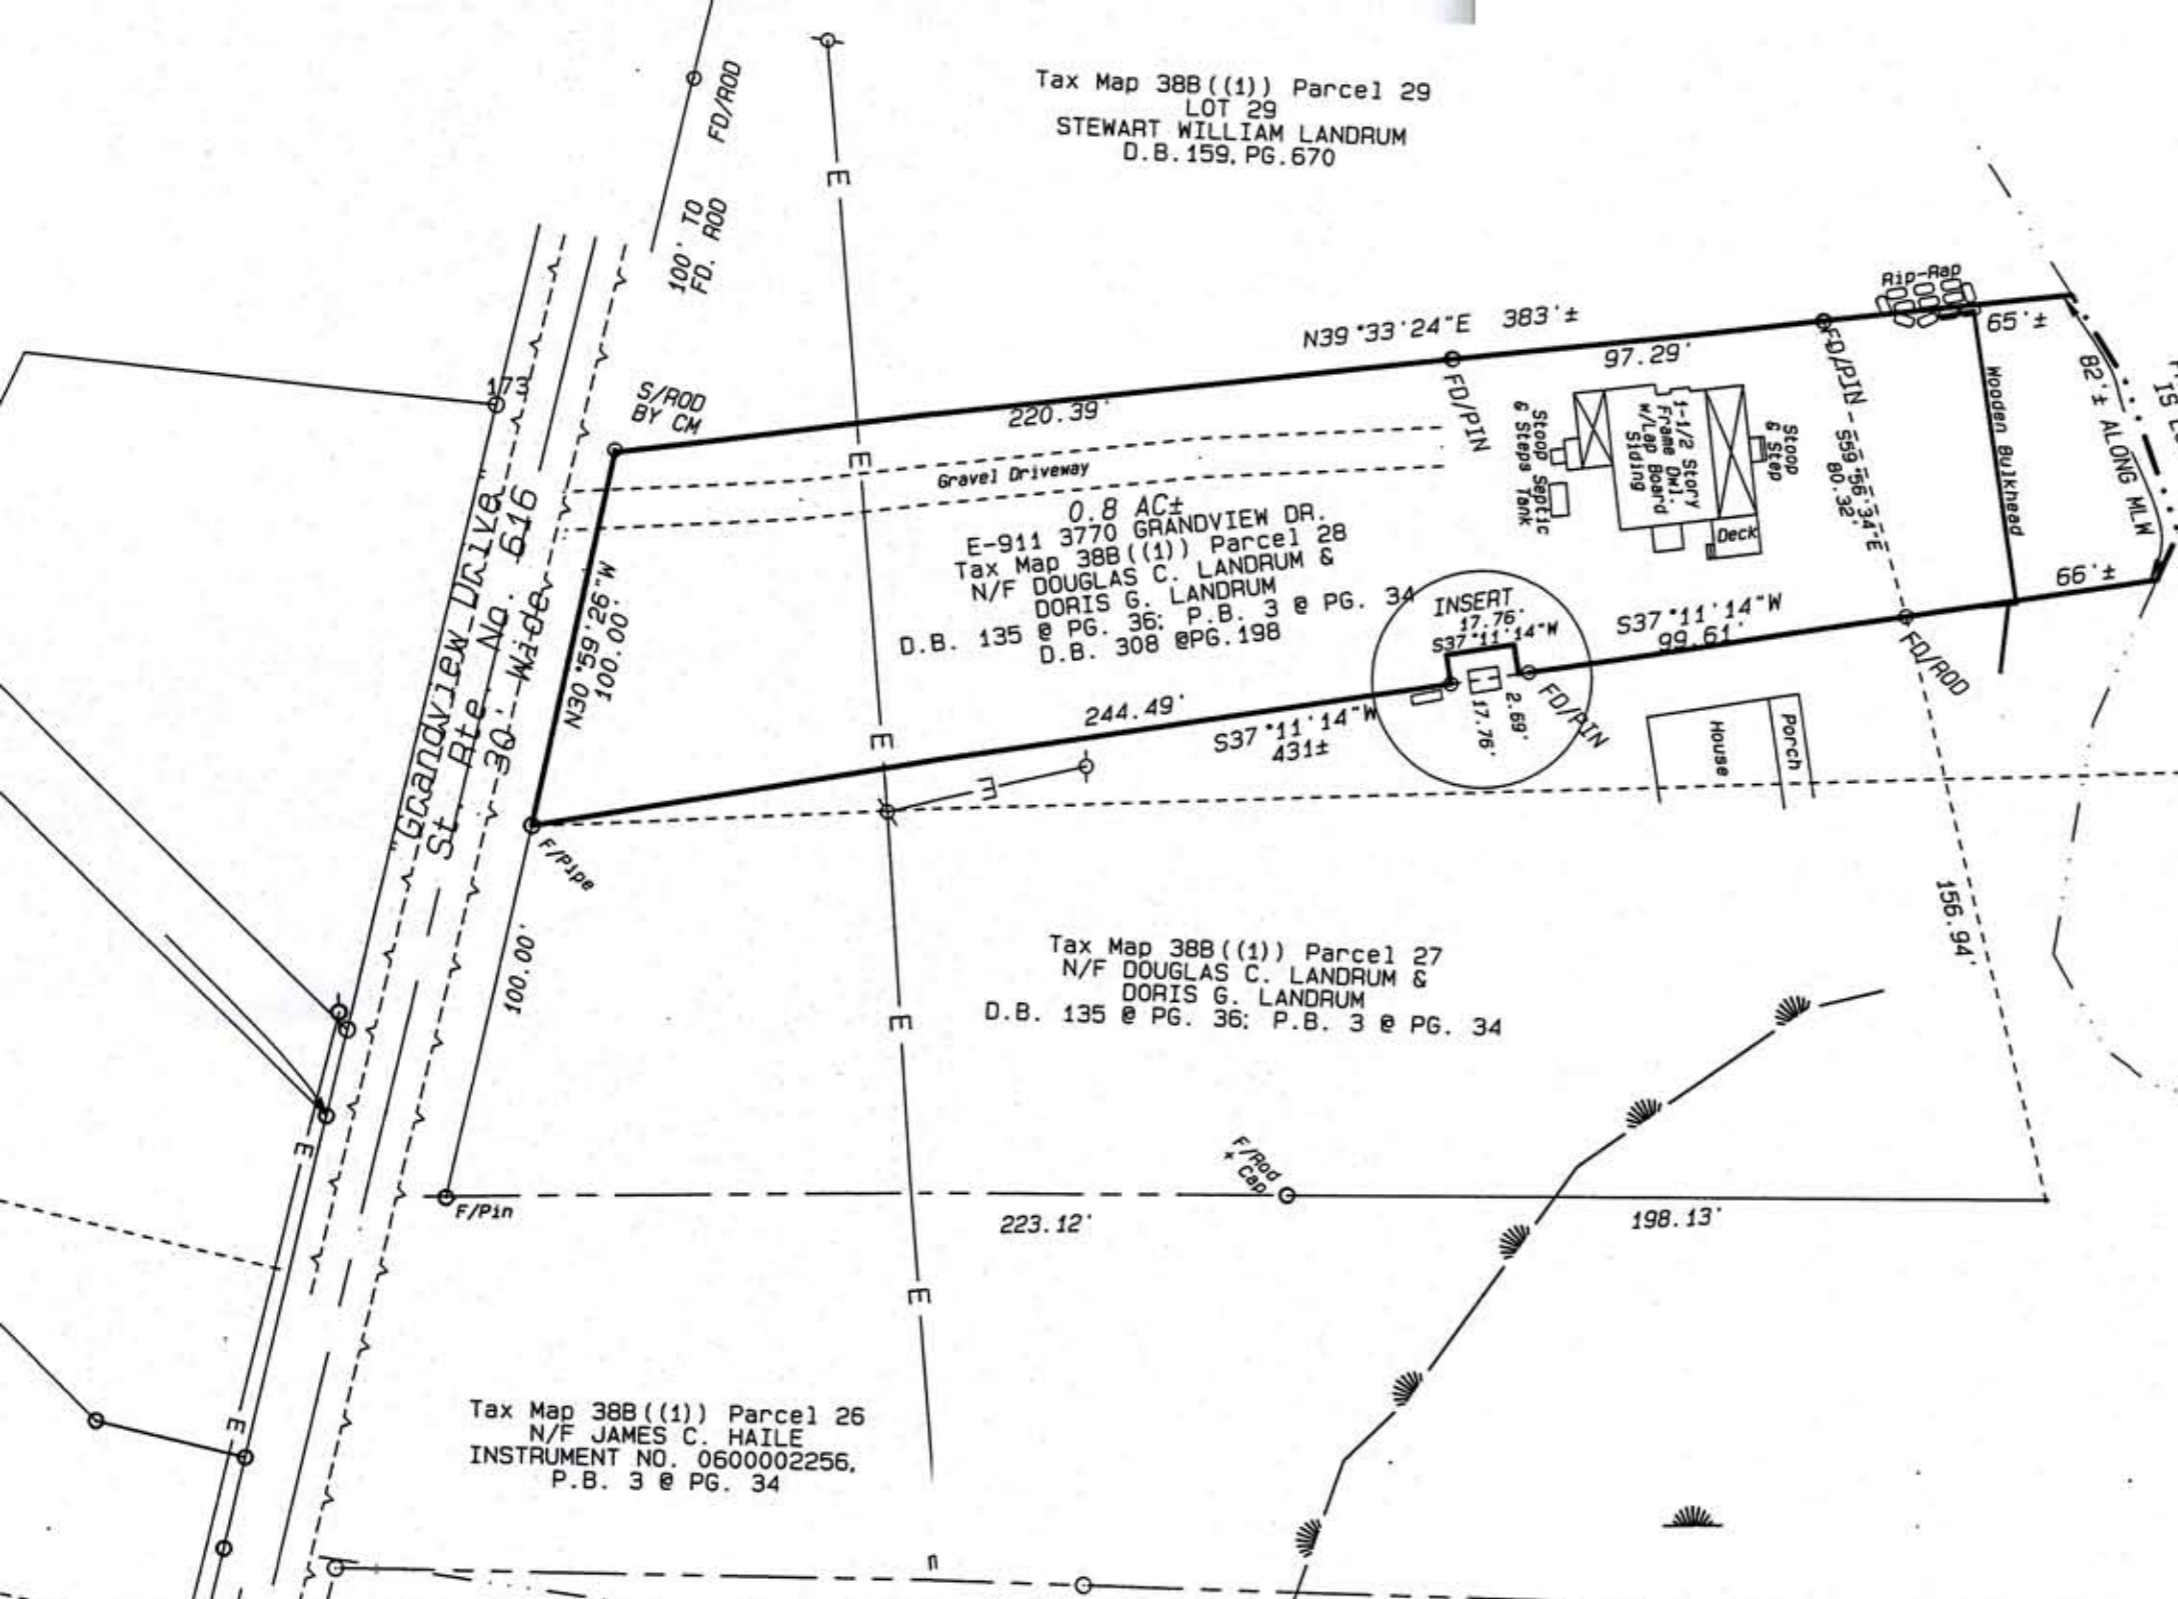 Tax Map 38B((1)) Parcel 29
LOT 29
STEWART WILLIAM LANDRUM
D.B.159, PG.670
FD/ROD
100' TO
FD. ROD
E
173
S/ROD
BY CM
N39°33'24"E 383'±
220.39'
97.29'
FD/PIN
FD/PIN
Rip-Rap
65'±
82'± ALONG MLW
Wooden Bulkhead
S59°56'34"E
80.32'
Stoop
& Steps
Septic
Tank
1-1/2 Story
Frame Dwl.
w/Lap Board
Siding
Stoop
& Step
Deck
E
Gravel Driveway
0.8 AC±
E-911 3770 GRANDVIEW DR.
Tax Map 38B((1)) Parcel 28
N/F DOUGLAS C. LANDRUM &
DORIS G. LANDRUM
D.B. 135 @ PG. 36; P.B. 3 @ PG. 34
D.B. 308 @PG.198
N30°59'26"W
100.00'
"Grandview Drive"
St. Rte. No. 616
30' Wide
INSERT
17.76'
S37°11'14"W
2.69'
17.76'
FD/PIN
S37°11'14"W
99.61'
66'±
FD/ROD
244.49'
S37°11'14"W
431±
E
E
House
Porch
F/Pipe
100.00'
156.94'
Tax Map 38B((1)) Parcel 27
N/F DOUGLAS C. LANDRUM &
DORIS G. LANDRUM
D.B. 135 @ PG. 36; P.B. 3 @ PG. 34
E
E
F/Rod
Cap
F/Pin
223.12'
198.13'
E
E
Tax Map 38B((1)) Parcel 26
N/F JAMES C. HAILE
INSTRUMENT NO. 0600002256,
P.B. 3 @ PG. 34